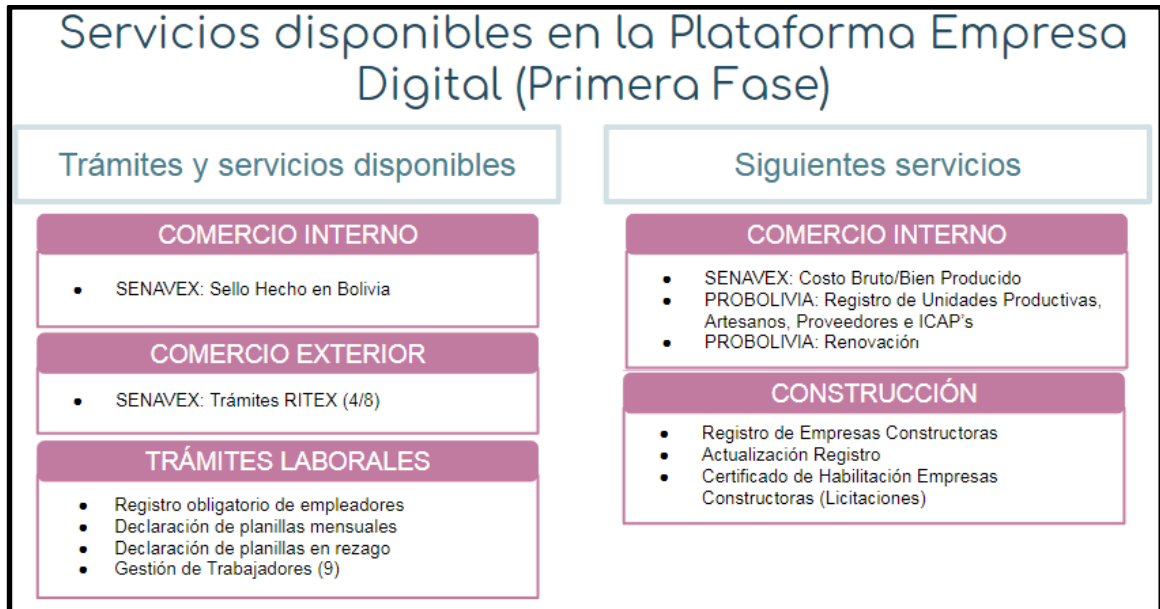 Servicios disponibles en la Plataforma Empresa
Digital (Primera Fase)
Trámites y servicios disponibles
COMERCIO INTERNO
● SENAVEX: Sello Hecho en Bolivia
COMERCIO EXTERIOR
● SENAVEX: Trámites RITEX (4/8)
TRÁMITES LABORALES
● Registro obligatorio de empleadores
● Declaración de planillas mensuales
● Declaración de planillas en rezago
● Gestión de Trabajadores (9)
Siguientes servicios
COMERCIO INTERNO
● SENAVEX: Costo Bruto/Bien Producido
● PROBOLIVIA: Registro de Unidades Productivas,
Artesanos, Proveedores e ICAP's
● PROBOLIVIA: Renovación
CONSTRUCCIÓN
● Registro de Empresas Constructoras
● Actualización Registro
● Certificado de Habilitación Empresas
Constructoras (Licitaciones)